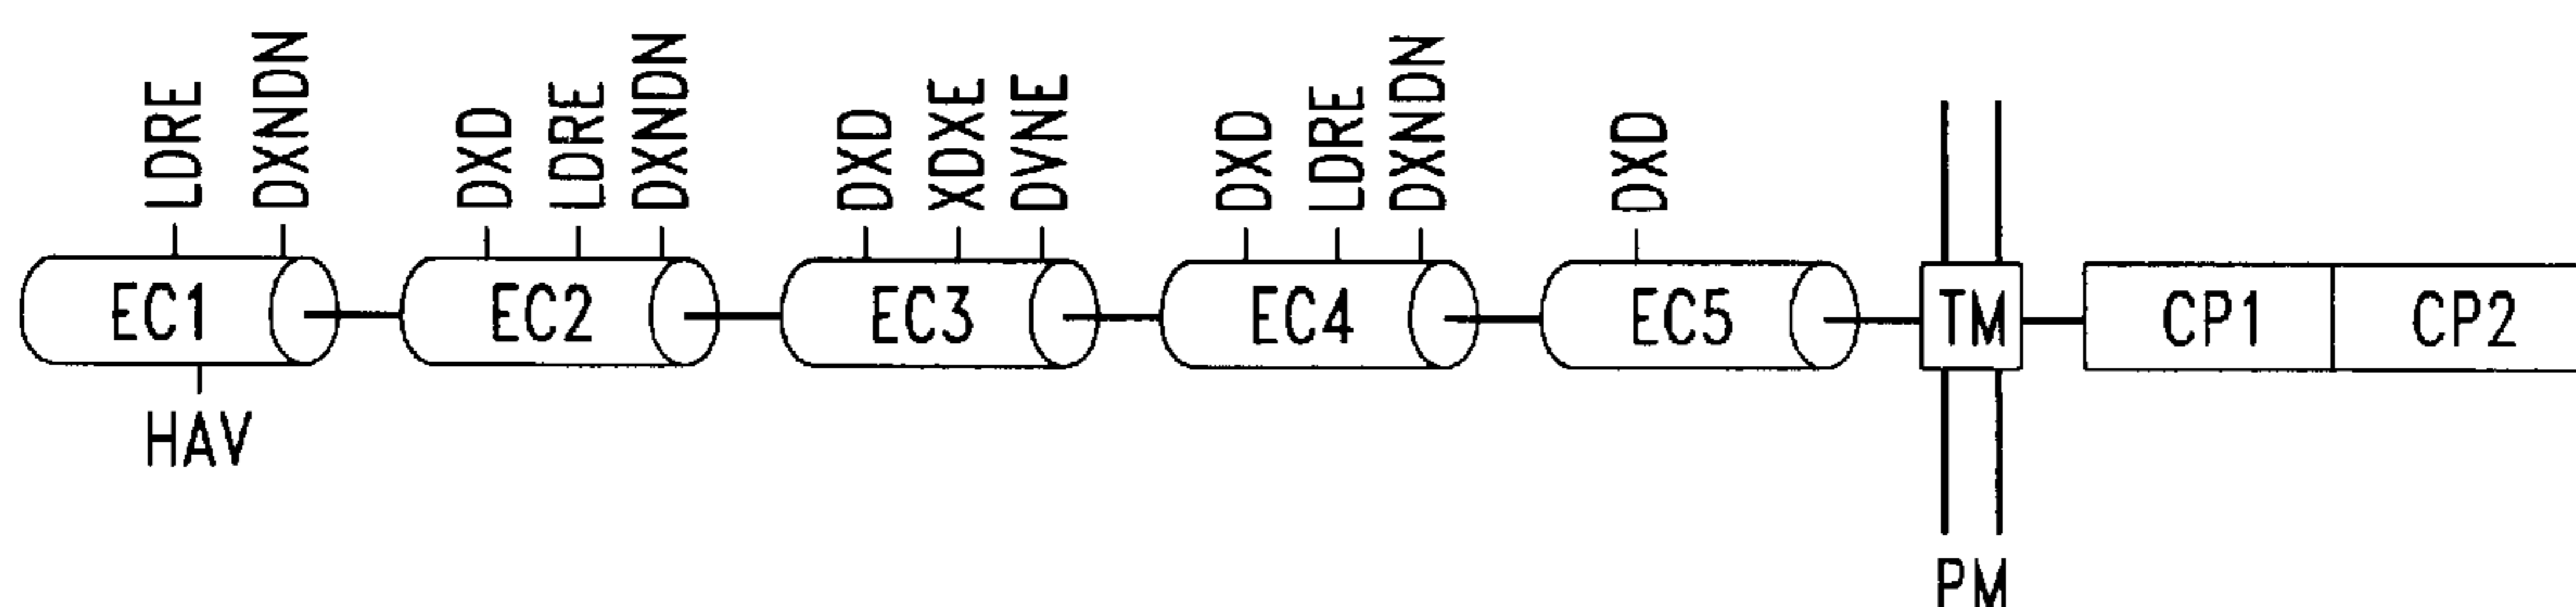 LDRE DXNDN DXD LDRE DXNDN DXD XDXE DVNE DXD LDRE DXNDN DXD
EC1 EC2 EC3 EC4 EC5 TM CP1 CP2
HAV
PM